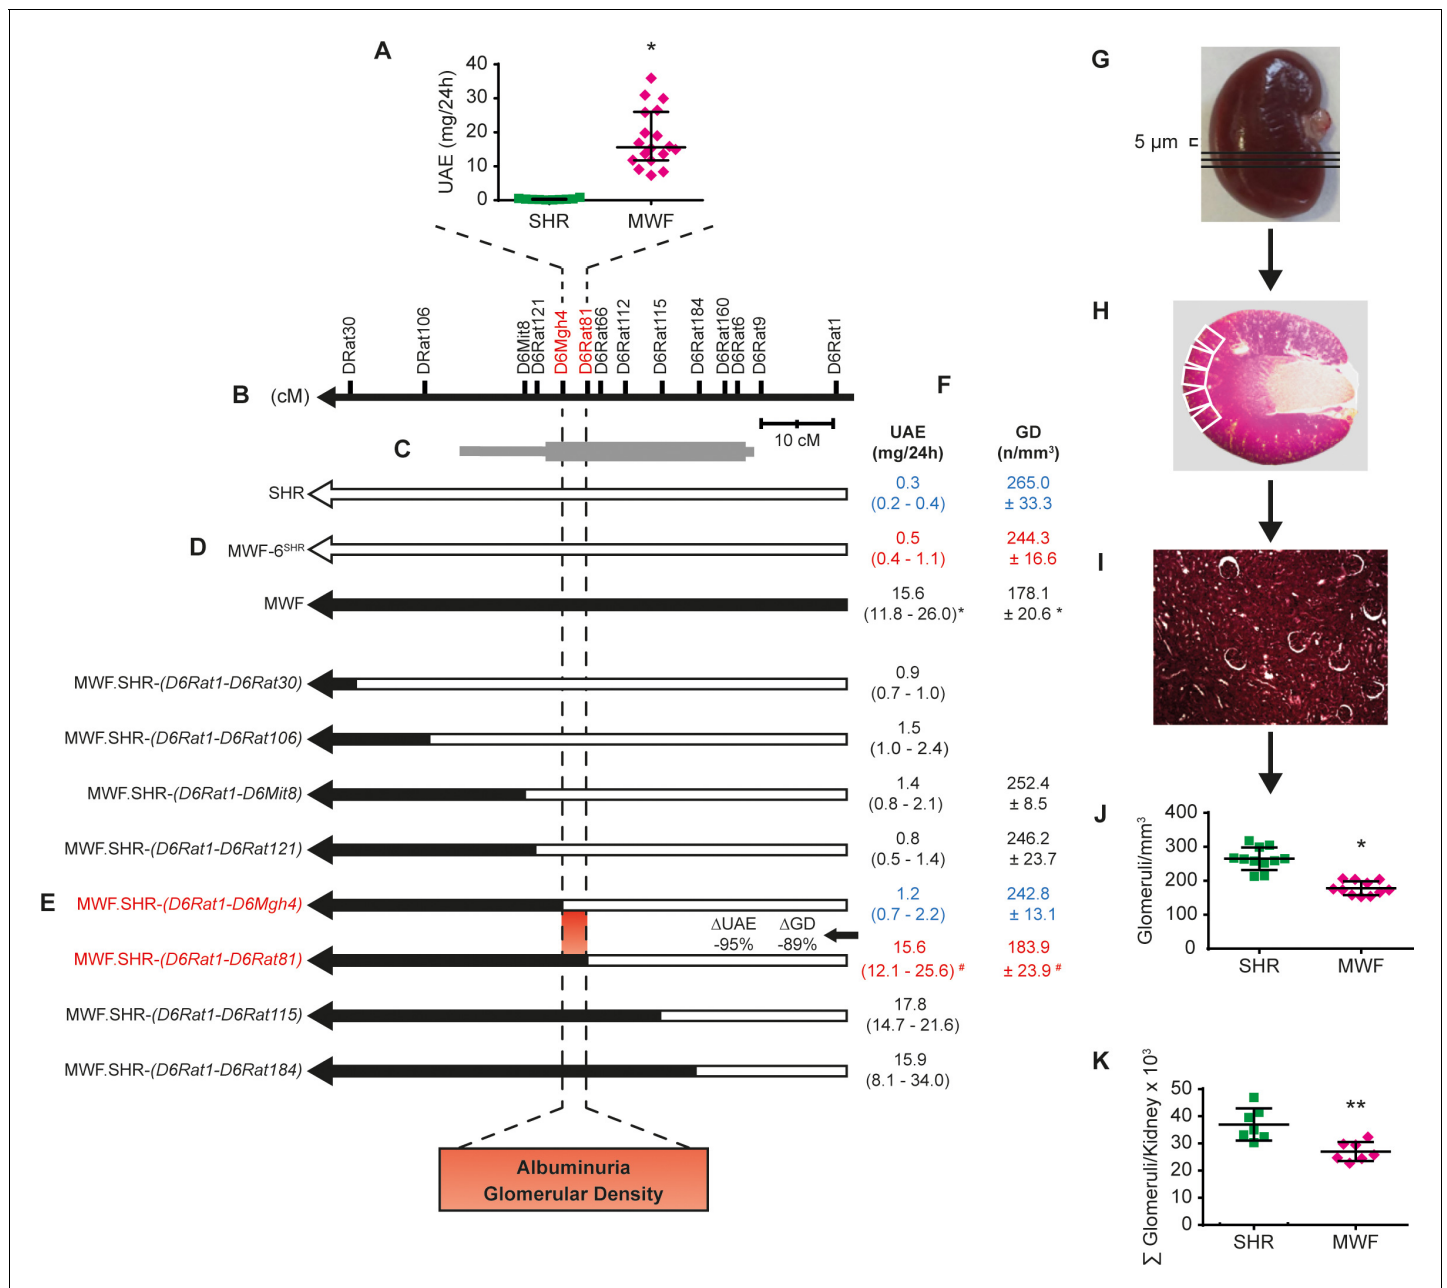 A
*
UAE (mg/24h)
40
30
20
10
0
SHR
MWF
DRat30
DRat106
D6Mit8
D6Rat121
D6Mgh4
D6Rat81
D6Rat66
D6Rat112
D6Rat115
D6Rat184
D6Rat160
D6Rat6
D6Rat9
D6Rat1
B
(cM)
10 cM
C
F
UAE
(mg/24h)
GD
(n/mm³)
SHR
0.3
(0.2 - 0.4)
265.0
± 33.3
D
MWF-6ˢᴴᴿ
0.5
(0.4 - 1.1)
244.3
± 16.6
MWF
15.6
(11.8 - 26.0)*
178.1
± 20.6 *
MWF.SHR-(D6Rat1-D6Rat30)
0.9
(0.7 - 1.0)
MWF.SHR-(D6Rat1-D6Rat106)
1.5
(1.0 - 2.4)
MWF.SHR-(D6Rat1-D6Mit8)
1.4
(0.8 - 2.1)
252.4
± 8.5
MWF.SHR-(D6Rat1-D6Rat121)
0.8
(0.5 - 1.4)
246.2
± 23.7
E
MWF.SHR-(D6Rat1-D6Mgh4)
1.2
(0.7 - 2.2)
242.8
± 13.1
ΔUAE
-95%
ΔGD
-89%
MWF.SHR-(D6Rat1-D6Rat81)
15.6
(12.1 - 25.6) #
183.9
± 23.9 #
MWF.SHR-(D6Rat1-D6Rat115)
17.8
(14.7 - 21.6)
MWF.SHR-(D6Rat1-D6Rat184)
15.9
(8.1 - 34.0)
Albuminuria
Glomerular Density
G
5 µm
H
I
J
*
Glomeruli/mm³
400
300
200
100
0
SHR
MWF
K
**
∑ Glomeruli/Kidney x 10³
50
40
30
20
10
0
SHR
MWF